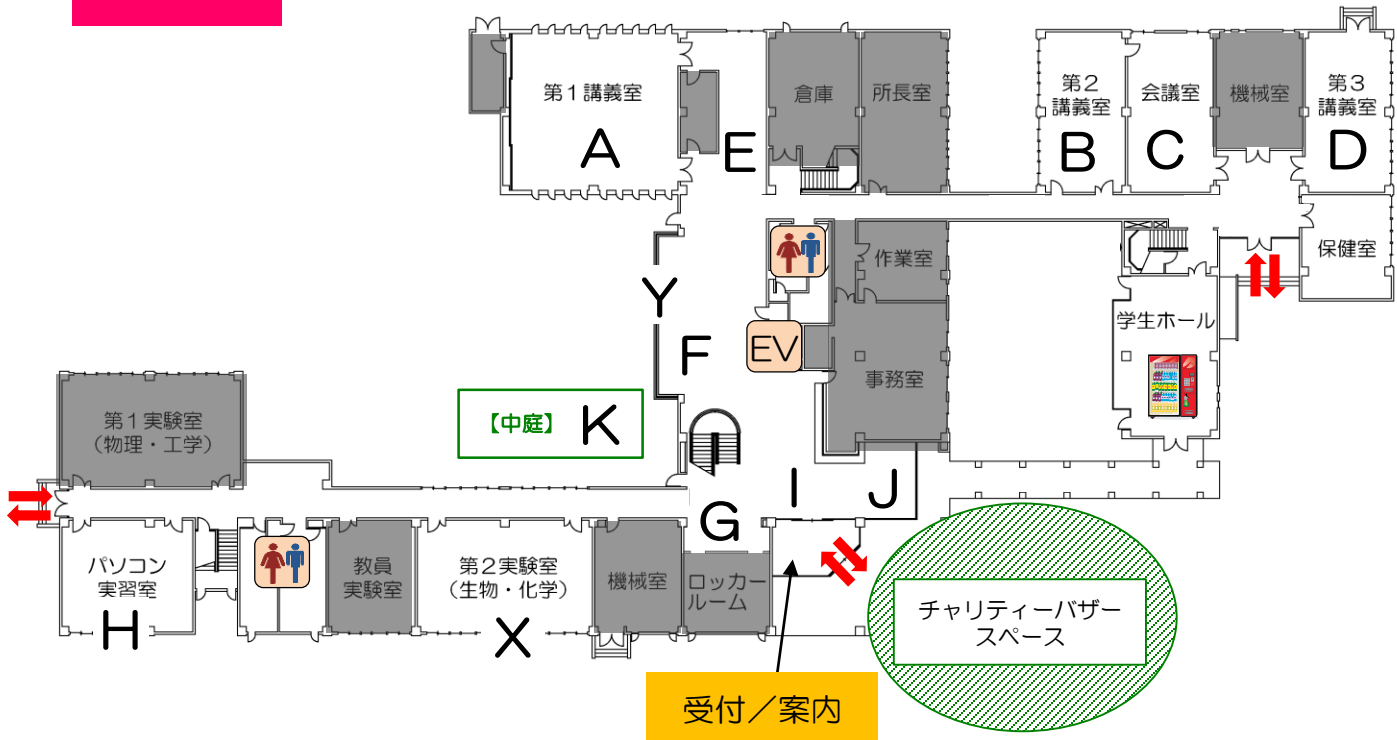 第１講義室
A
E
倉庫
所長室
第２
講義室
B
会議室
C
機械室
第３
講義室
D
作業室
保健室
Y
F
EV
事務室
学生ホール
【中庭】 K
第１実験室
（物理・工学）
I
J
G
パソコン
実習室
H
教員
実験室
第２実験室
（生物・化学）
X
機械室
ロッカー
ルーム
チャリティーバザー
スペース
受付／案内